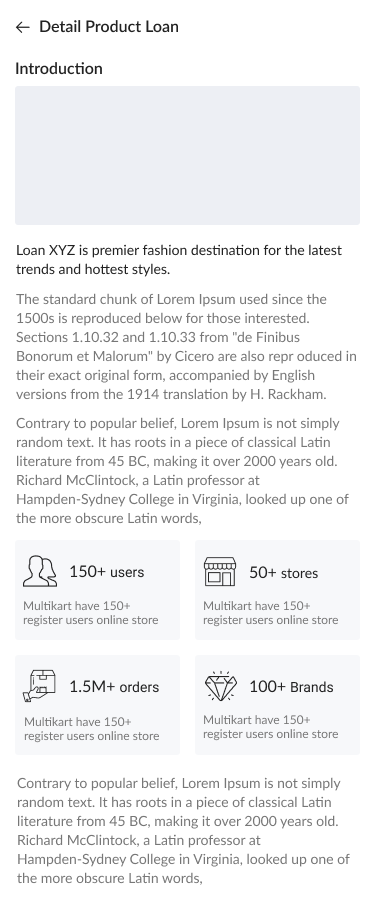 Detail Product Loan
Introduction
Loan XYZ is premier fashion destination for the latest
trends and hottest styles.
The standard chunk of Lorem Ipsum used since the
1500s is reproduced below for those interested.
Sections 1.10.32 and 1.10.33 from "de Finibus
Bonorum et Malorum" by Cicero are also repr oduced in
their exact original form, accompanied by English
versions from the 1914 translation by H. Rackham.
Contrary to popular belief, Lorem Ipsum is not simply
random text. It has roots in a piece of classical Latin
literature from 45 BC, making it over 2000 years old.
Richard McClintock, a Latin professor at
Hampden-Sydney College in Virginia, looked up one of
the more obscure Latin words,
150+ users
Multikart have 150+
register users online store
50+ stores
Multikart have 150+
register users online store
1.5M+ orders
Multikart have 150+
register users online store
100+ Brands
Multikart have 150+
register users online store
Contrary to popular belief, Lorem Ipsum is not simply
random text. It has roots in a piece of classical Latin
literature from 45 BC, making it over 2000 years old.
Richard McClintock, a Latin professor at
Hampden-Sydney College in Virginia, looked up one of
the more obscure Latin words,